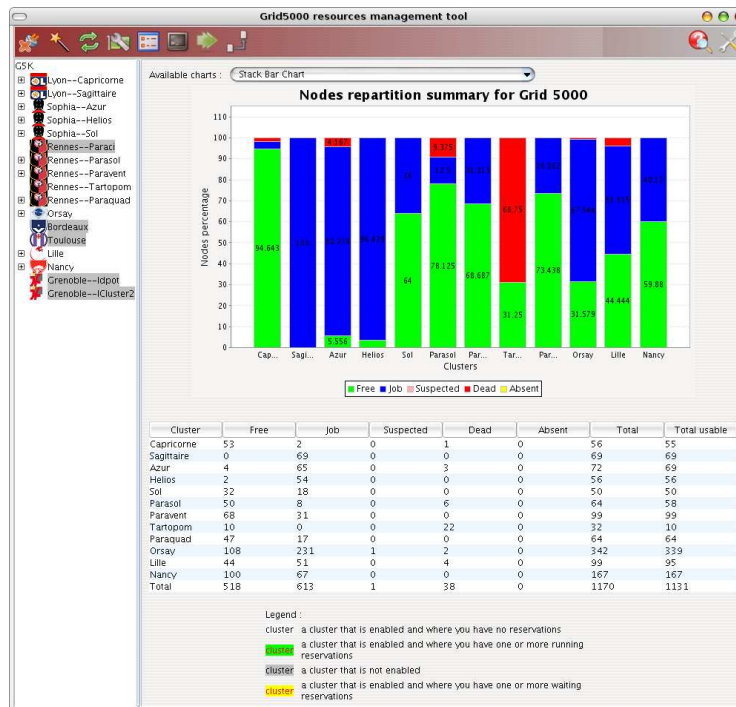 Grid5000 resources management tool
G5K
Lyon--Capricorne
Lyon--Sagittaire
Sophia--Azur
Sophia--Helios
Sophia--Sol
Rennes--Paraci
Rennes--Parasol
Rennes--Paravent
Rennes--Tartopom
Rennes--Paraquad
Orsay
Bordeaux
Toulouse
Lille
Nancy
Grenoble--Idpot
Grenoble--ICluster2
Available charts : Stack Bar Chart
Nodes repartition summary for Grid 5000
Nodes percentage
110
100
90
80
70
60
50
40
30
20
10
0
94.643
4.167
5.556
64
9.375
78.125
68.687
68.75
31.25
73.438
31.579
44.444
59.88
Cap... Sagi... Azur Helios Sol Parasol Par... Tar... Par... Orsay Lille Nancy
Clusters
Free Job Suspected Dead Absent
Cluster Free Job Suspected Dead Absent Total Total usable
Capricorne 53 2 0 1 0 56 55
Sagittaire 0 69 0 0 0 69 69
Azur 4 65 0 3 0 72 69
Helios 2 54 0 0 0 56 56
Sol 32 18 0 0 0 50 50
Parasol 50 8 0 6 0 64 58
Paravent 68 31 0 0 0 99 99
Tartopom 10 0 0 22 0 32 10
Paraquad 47 17 0 0 0 64 64
Orsay 108 231 1 2 0 342 339
Lille 44 51 0 4 0 99 95
Nancy 100 67 0 0 0 167 167
Total 518 613 1 38 0 1170 1131
Legend :
cluster a cluster that is enabled and where you have no reservations
cluster a cluster that is enabled and where you have one or more running
reservations
cluster a cluster that is not enabled
cluster a cluster that is enabled and where you have one or more waiting
reservations